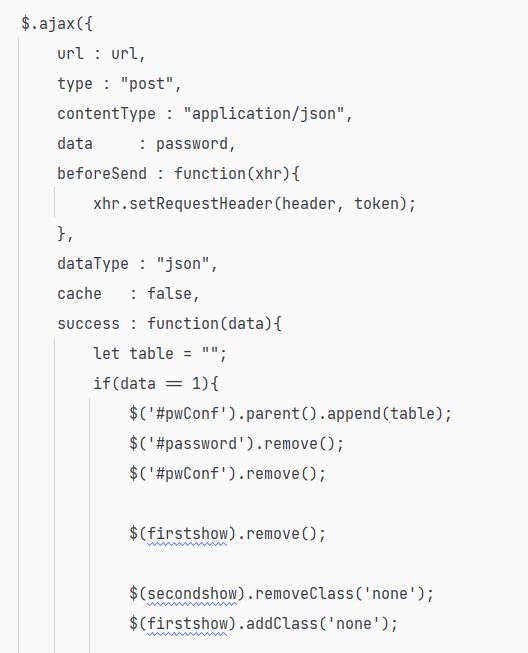 $.ajax({
    url : url,
    type : "post",
    contentType : "application/json",
    data     : password,
    beforeSend : function(xhr){
        xhr.setRequestHeader(header, token);
    },
    dataType : "json",
    cache   : false,
    success : function(data){
        let table = "";
        if(data == 1){
            $('#pwConf').parent().append(table);
            $('#password').remove();
            $('#pwConf').remove();

            $(firstshow).remove();

            $(secondshow).removeClass('none');
            $(firstshow).addClass('none');